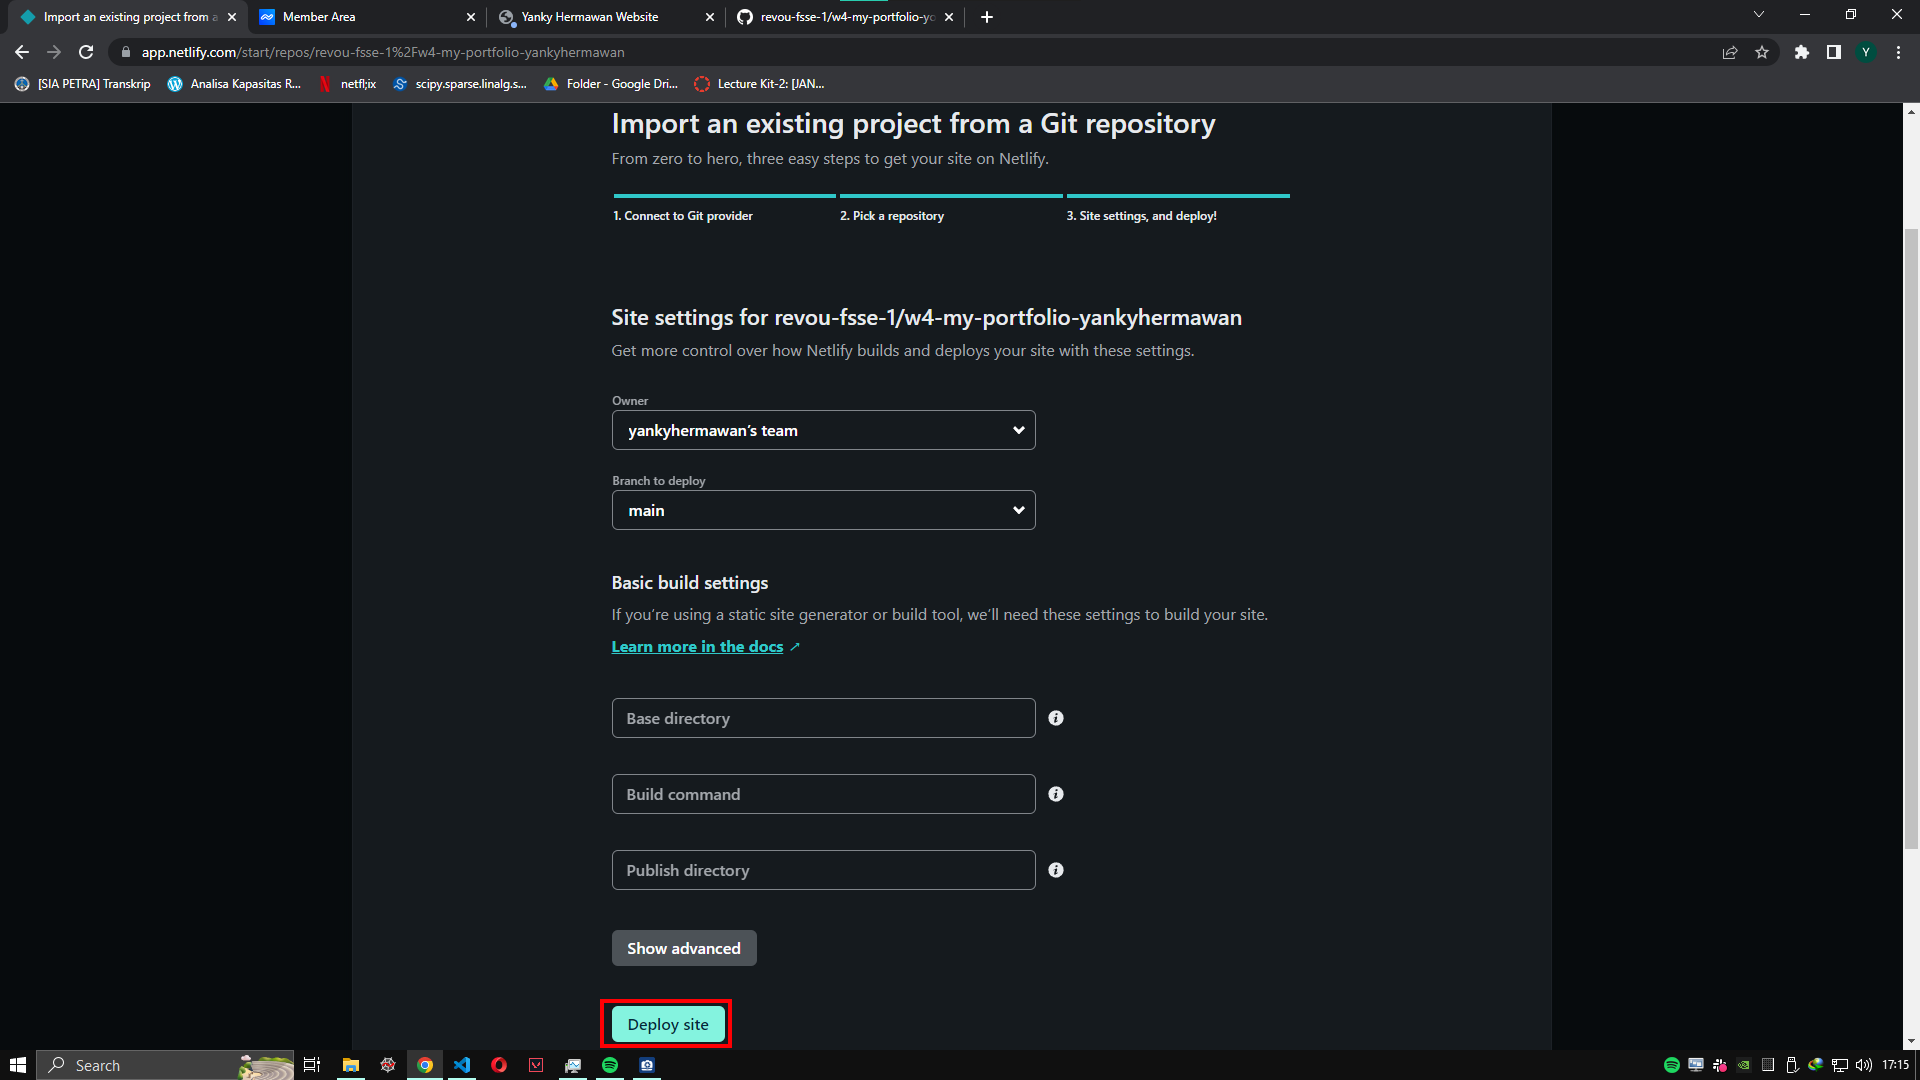 Import an existing project from a
Member Area
Yanky Hermawan Website
revou-fsse-1/w4-my-portfolio-yo
app.netlify.com/start/repos/revou-fsse-1%2Fw4-my-portfolio-yankyhermawan
Y
[SIA PETRA] Transkrip
Analisa Kapasitas R...
netfl;ix
scipy.sparse.linalg.s...
Folder - Google Dri...
Lecture Kit-2: [JAN...
Import an existing project from a Git repository
From zero to hero, three easy steps to get your site on Netlify.
1. Connect to Git provider
2. Pick a repository
3. Site settings, and deploy!
Site settings for revou-fsse-1/w4-my-portfolio-yankyhermawan
Get more control over how Netlify builds and deploys your site with these settings.
Owner
yankyhermawan’s team
Branch to deploy
main
Basic build settings
If you’re using a static site generator or build tool, we’ll need these settings to build your site.
Learn more in the docs ↗
Base directory
Build command
Publish directory
Show advanced
Deploy site
Search
17:15